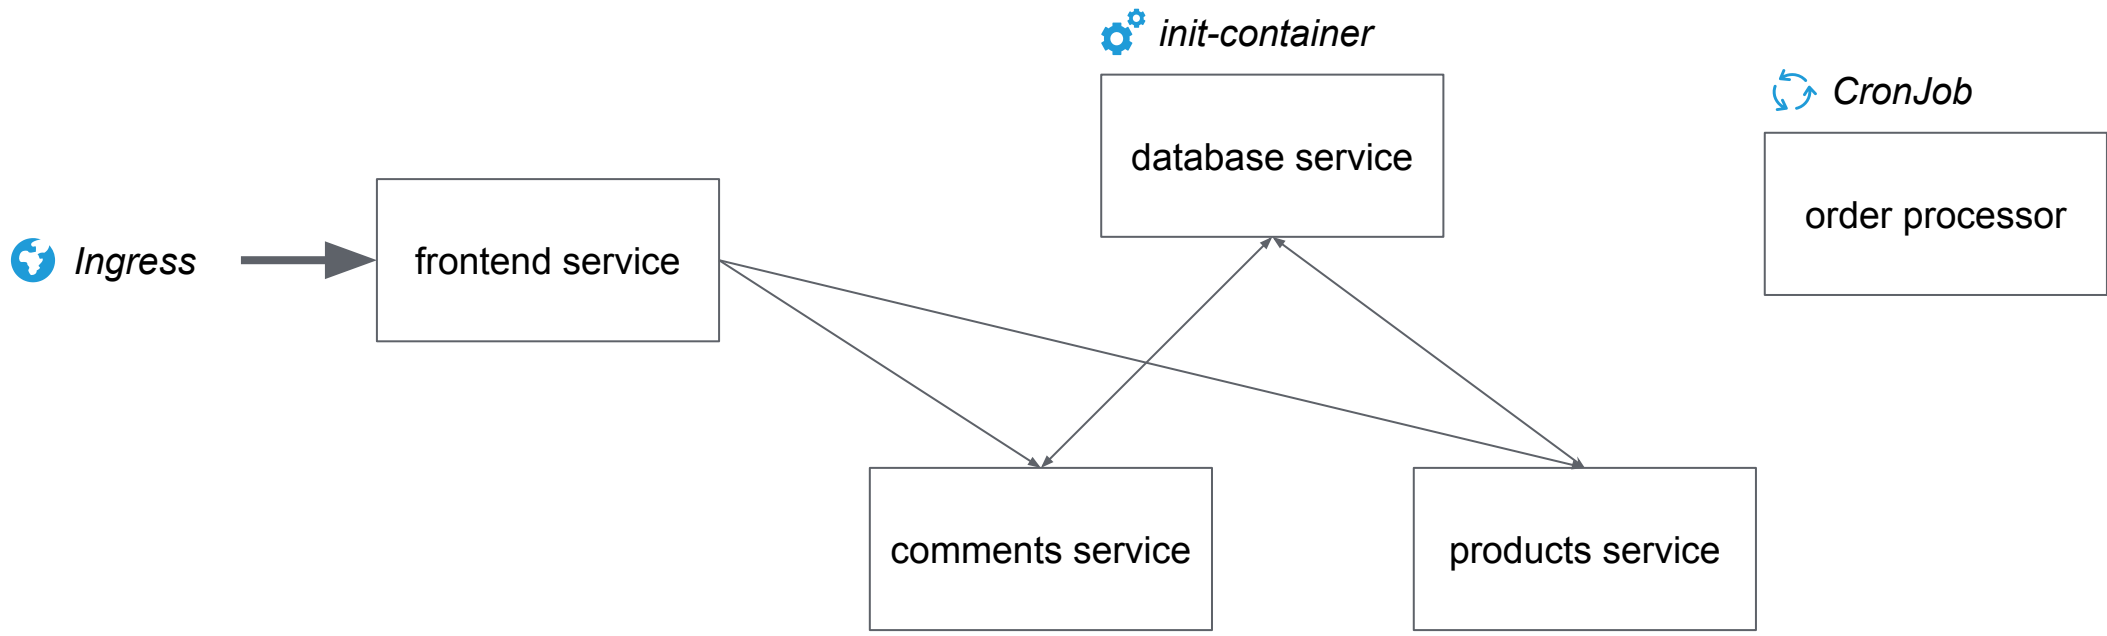 init-container
CronJob
database service
order processor
Ingress
frontend service
comments service
products service